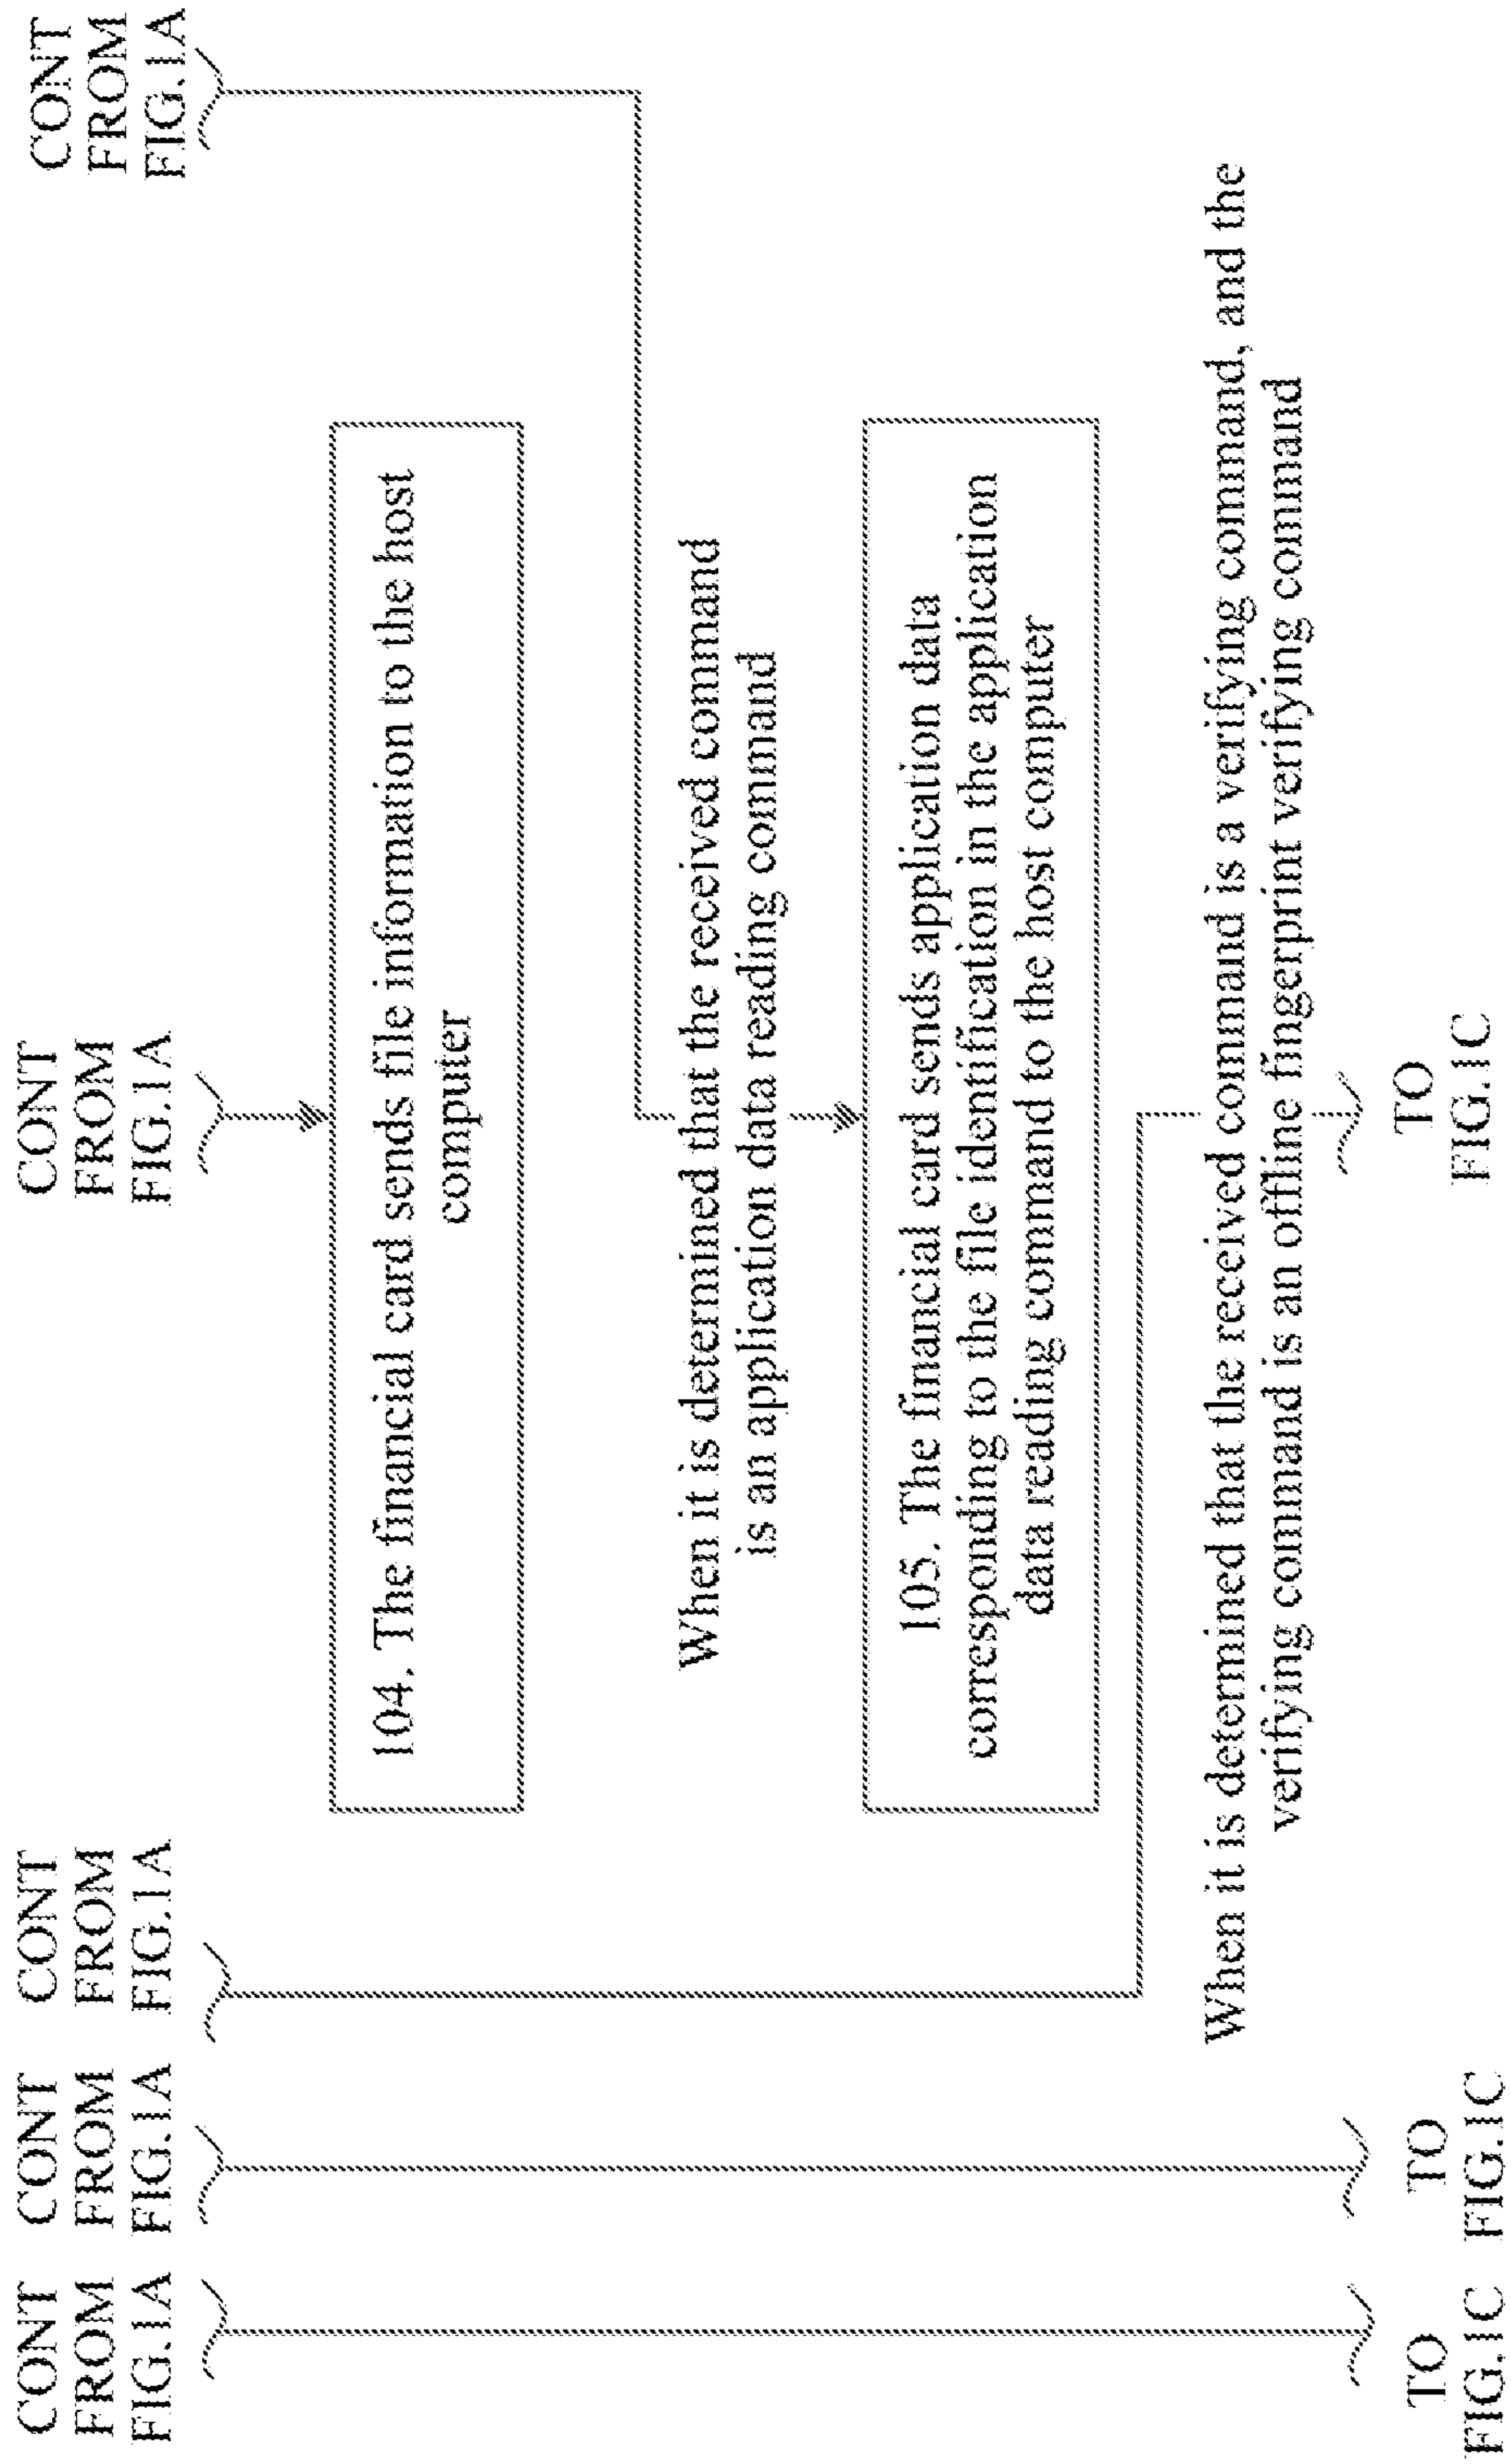 CONT
FROM
FIG.1A
CONT
FROM
FIG.1A
CONT
FROM
FIG.1A
CONT
FROM
FIG.1A
CONT
FROM
FIG.1A
104. The financial card sends file information to the host
computer
When it is determined that the received command
is an application data reading command
105. The financial card sends application data
corresponding to the file identification in the application
data reading command to the host computer
When it is determined that the received command is a verifying command, and the
verifying command is an offline fingerprint verifying command
TO
FIG.1C
TO
FIG.1C
TO
FIG.1C